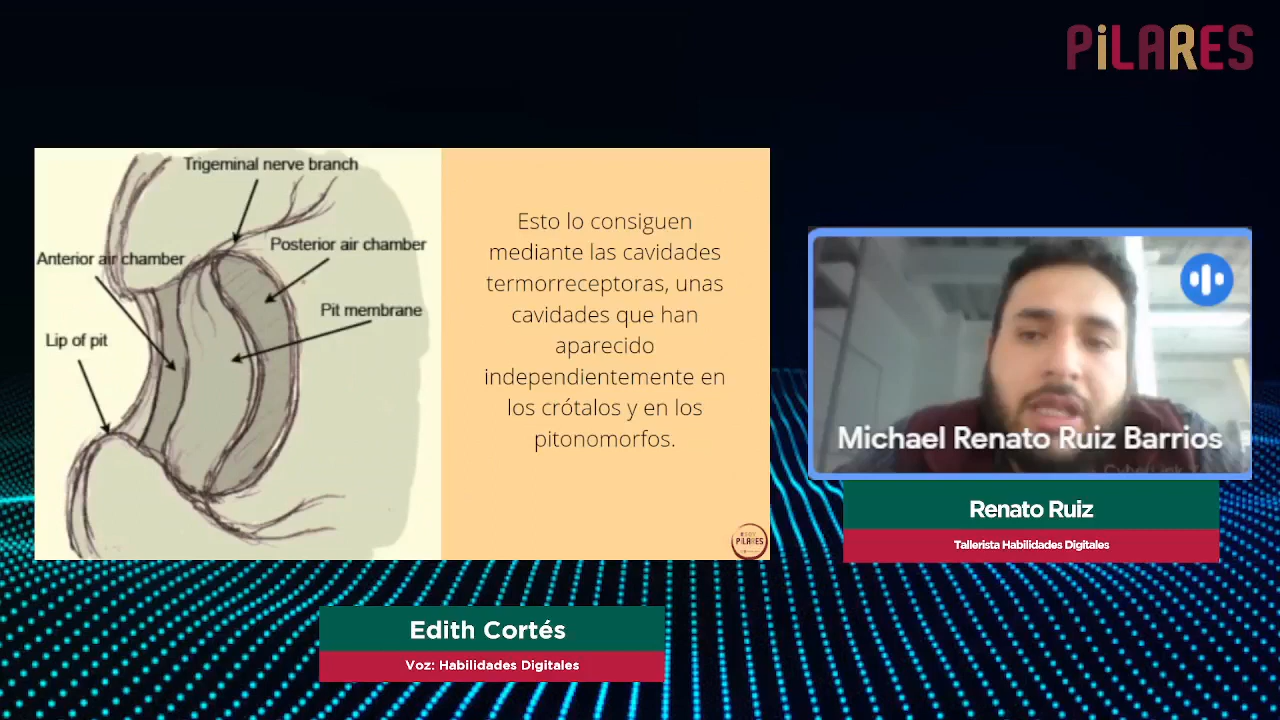 PiLARES
Trigeminal nerve branch
Posterior air chamber
Anterior air chamber
Pit membrane
Lip of pit
Esto lo consiguen
mediante las cavidades
termorreceptoras, unas
cavidades que han
aparecido
independientemente en
los crótalos y en los
pitonomorfos.
PILARES
Michael Renato Ruiz Barrios
Renato Ruiz
Tallerista Habilidades Digitales
Edith Cortés
Voz: Habilidades Digitales